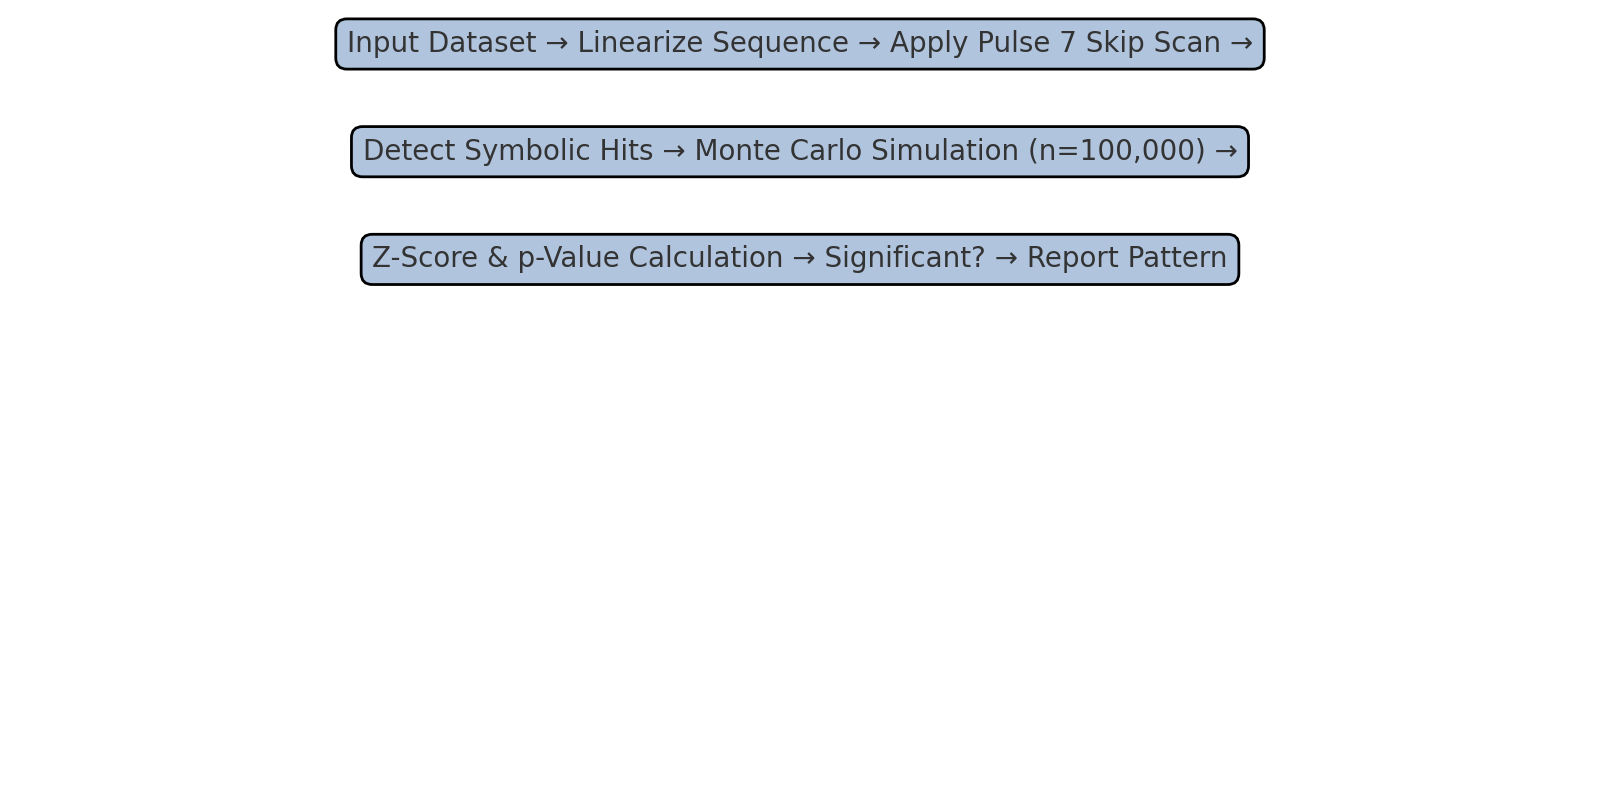 Input Dataset → Linearize Sequence → Apply Pulse 7 Skip Scan →
Detect Symbolic Hits → Monte Carlo Simulation (n=100,000) →
Z-Score & p-Value Calculation → Significant? → Report Pattern